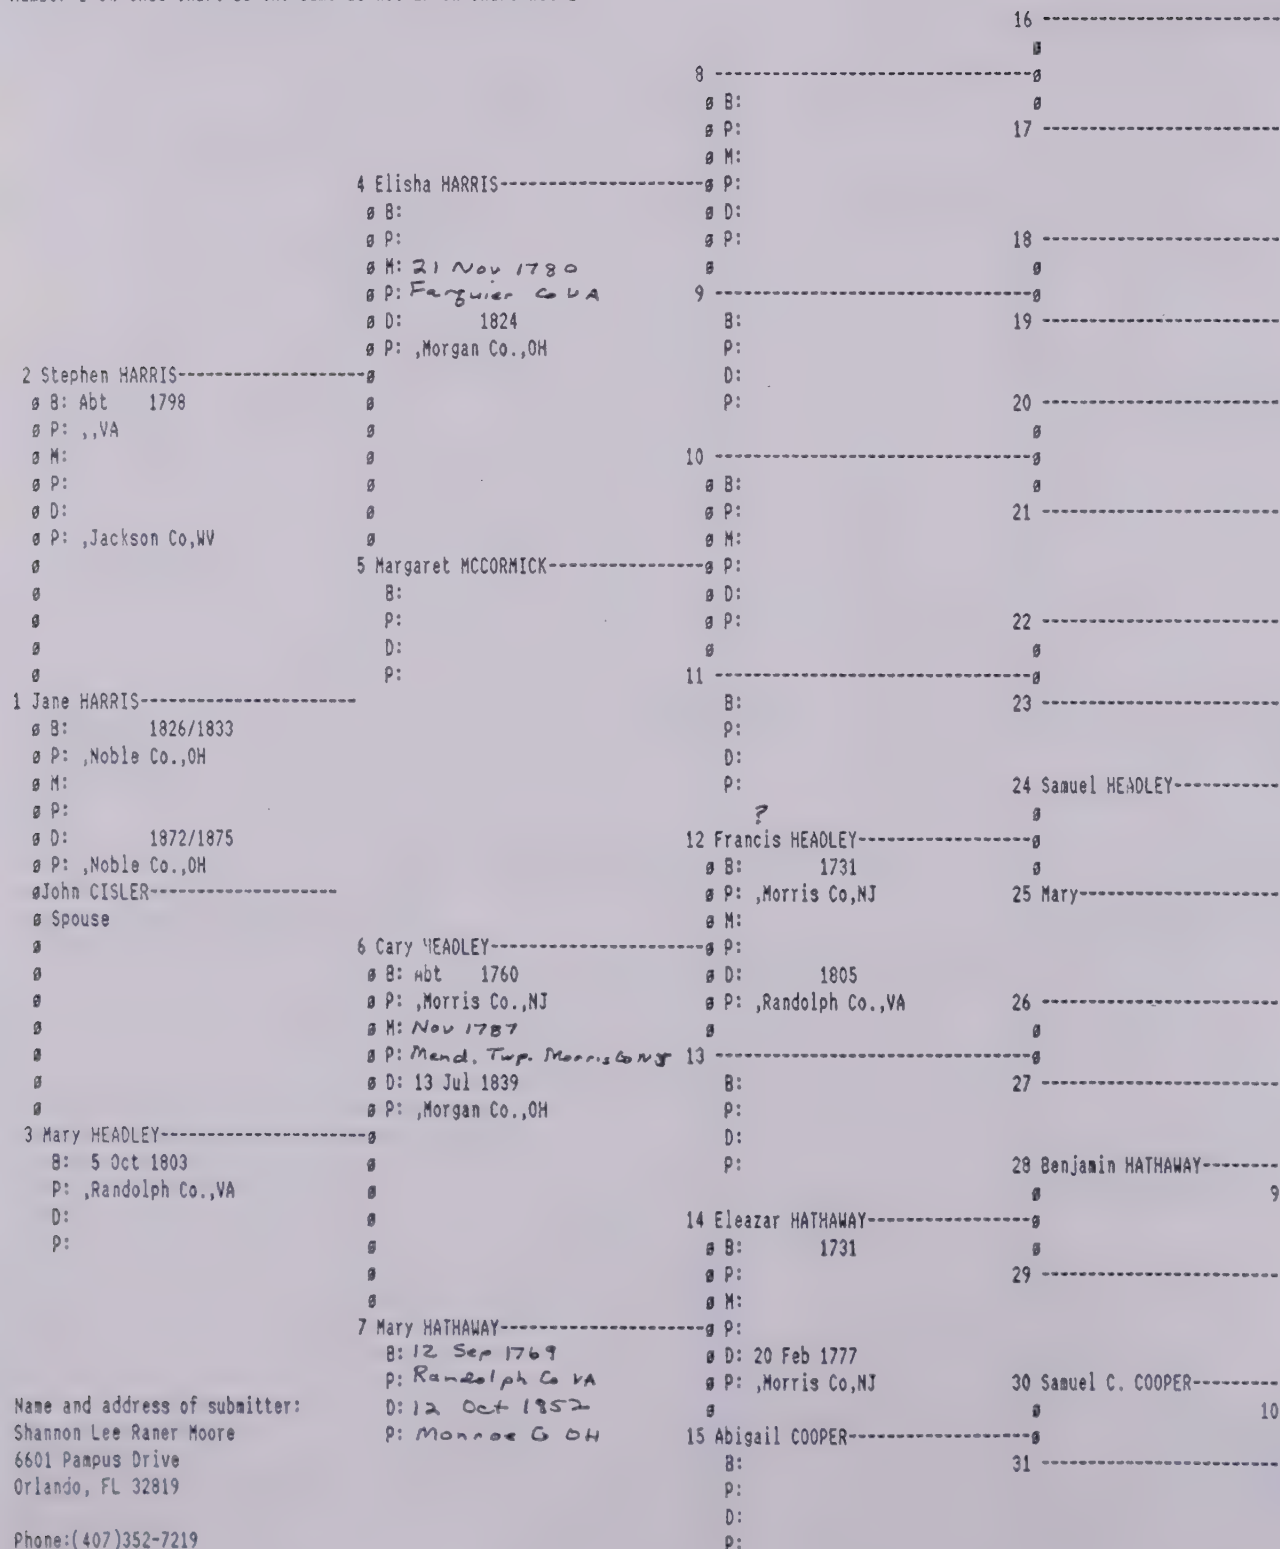 16
8
B:
P:
17
M:
4 Elisha HARRIS
P:
B:
D:
P:
P:
18
M: 21 Nov 1780
P: Farquier Co VA
9
D: 1824
B:
19
P: ,Morgan Co.,OH
P:
2 Stephen HARRIS
D:
B: Abt 1798
P:
20
P: ,,VA
M:
10
P:
B:
D:
P:
21
P: ,Jackson Co,WV
M:
5 Margaret MCCORMICK
P:
B:
D:
P:
P:
22
D:
P:
11
1 Jane HARRIS
B:
23
B: 1826/1833
P:
P: ,Noble Co.,OH
D:
M:
P:
24 Samuel HEADLEY
P:
?
D: 1872/1875
12 Francis HEADLEY
P: ,Noble Co.,OH
B: 1731
John CISLER
P: ,Morris Co,NJ
25 Mary
Spouse
M:
6 Cary HEADLEY
P:
B: Abt 1760
D: 1805
P: ,Morris Co.,NJ
P: ,Randolph Co.,VA
26
M: Nov 1787
P: Mend. Twp. Morris Co NJ
13
D: 13 Jul 1839
B:
27
P: ,Morgan Co.,OH
P:
3 Mary HEADLEY
D:
B: 5 Oct 1803
P:
28 Benjamin HATHAWAY
P: ,Randolph Co.,VA
9
D:
14 Eleazar HATHAWAY
P:
B: 1731
P:
29
M:
7 Mary HATHAWAY
P:
B: 12 Sep 1769
D: 20 Feb 1777
P: Randolph Co VA
P: ,Morris Co,NJ
30 Samuel C. COOPER
Name and address of submitter:
D: 12 Oct 1852
10
Shannon Lee Raner Moore
P: Monroe Co OH
15 Abigail COOPER
6601 Pampus Drive
B:
31
Orlando, FL 32819
P:
D:
Phone:(407)352-7219
P: